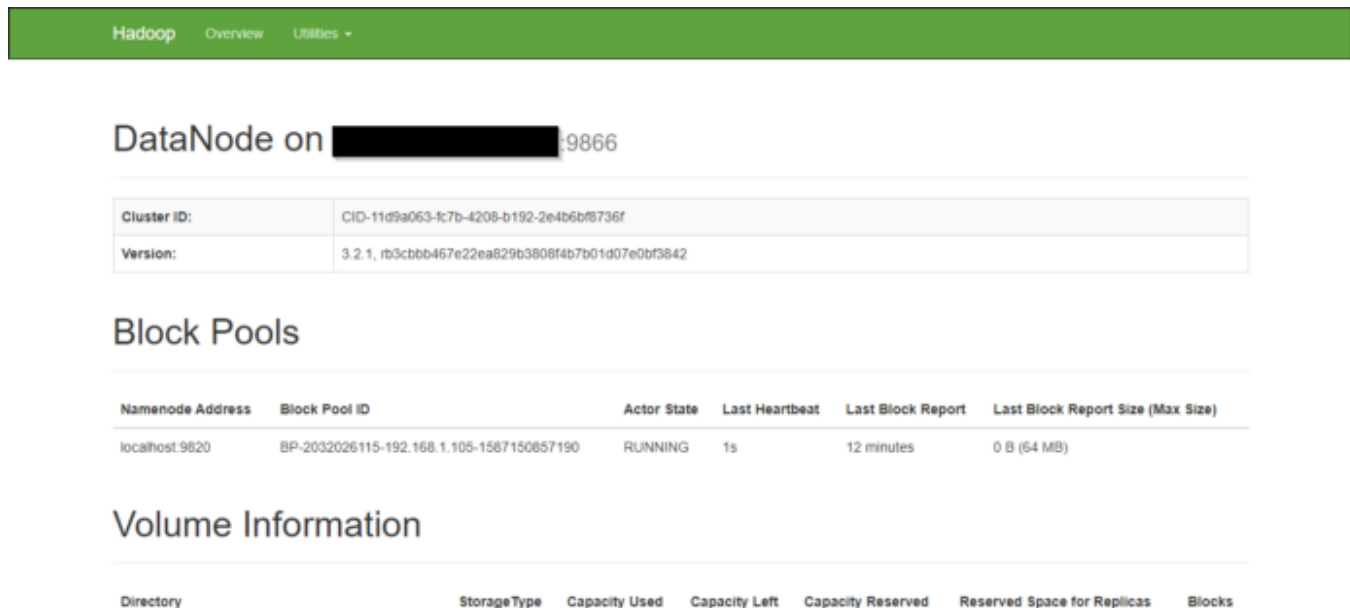 Hadoop Overview Utilities
DataNode on :9866
Cluster ID: CID-11d9a063-fc7b-4208-b192-2e4b6bf8736f
Version: 3.2.1, rb3cbbb467e22ea829b3808f4b7b01d07e0bf3842
Block Pools
Namenode Address Block Pool ID Actor State Last Heartbeat Last Block Report Last Block Report Size (Max Size)
localhost:9820 BP-2032026115-192.168.1.105-1587150857190 RUNNING 1s 12 minutes 0 B (64 MB)
Volume Information
Directory StorageType Capacity Used Capacity Left Capacity Reserved Reserved Space for Replicas Blocks